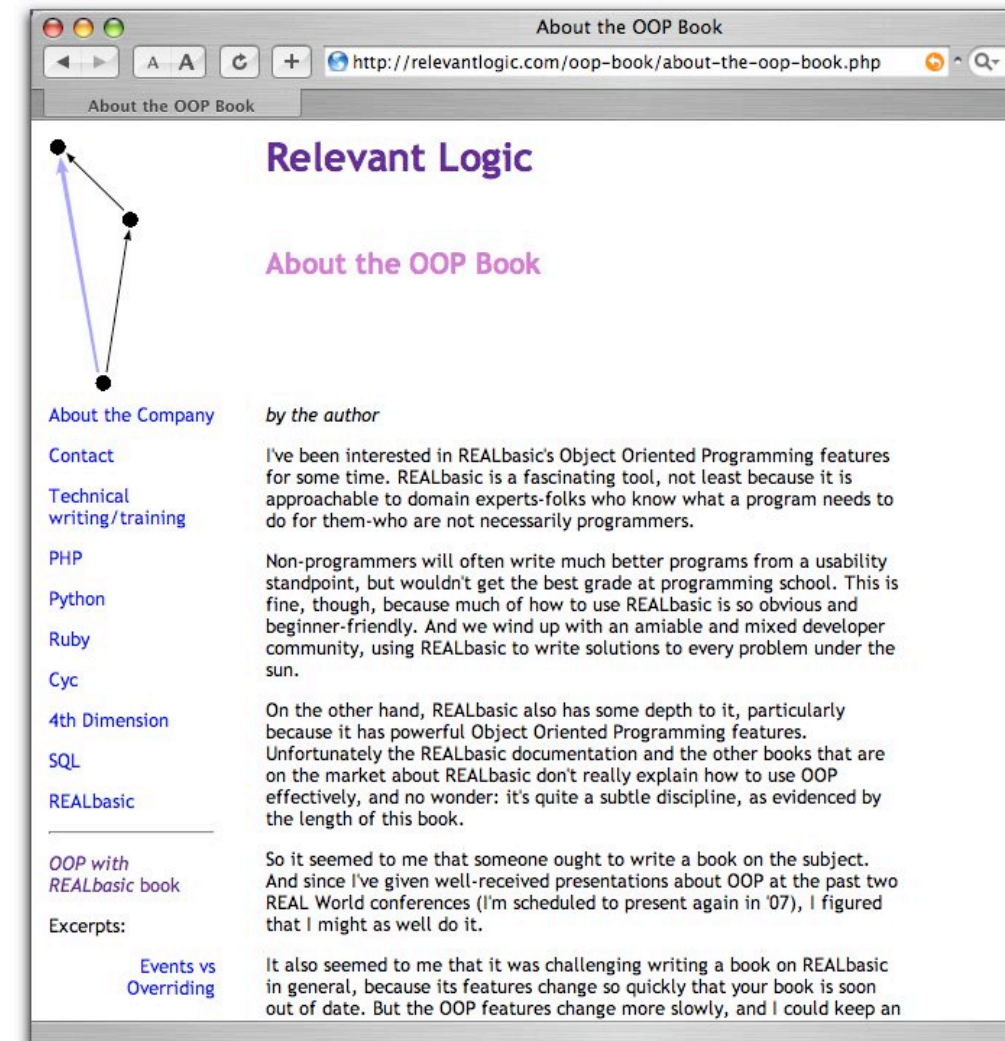 About the OOP Book
A A
http://relevantlogic.com/oop-book/about-the-oop-book.php
About the OOP Book
Relevant Logic
About the OOP Book
About the Company
Contact
Technical
writing/training
PHP
Python
Ruby
Cyc
4th Dimension
SQL
REALbasic
OOP with
REALbasic book
Excerpts:
Events vs
Overriding
by the author
I've been interested in REALbasic's Object Oriented Programming features
for some time. REALbasic is a fascinating tool, not least because it is
approachable to domain experts-folks who know what a program needs to
do for them-who are not necessarily programmers.
Non-programmers will often write much better programs from a usability
standpoint, but wouldn't get the best grade at programming school. This is
fine, though, because much of how to use REALbasic is so obvious and
beginner-friendly. And we wind up with an amiable and mixed developer
community, using REALbasic to write solutions to every problem under the
sun.
On the other hand, REALbasic also has some depth to it, particularly
because it has powerful Object Oriented Programming features.
Unfortunately the REALbasic documentation and the other books that are
on the market about REALbasic don't really explain how to use OOP
effectively, and no wonder: it's quite a subtle discipline, as evidenced by
the length of this book.
So it seemed to me that someone ought to write a book on the subject.
And since I've given well-received presentations about OOP at the past two
REAL World conferences (I'm scheduled to present again in '07), I figured
that I might as well do it.
It also seemed to me that it was challenging writing a book on REALbasic
in general, because its features change so quickly that your book is soon
out of date. But the OOP features change more slowly, and I could keep an